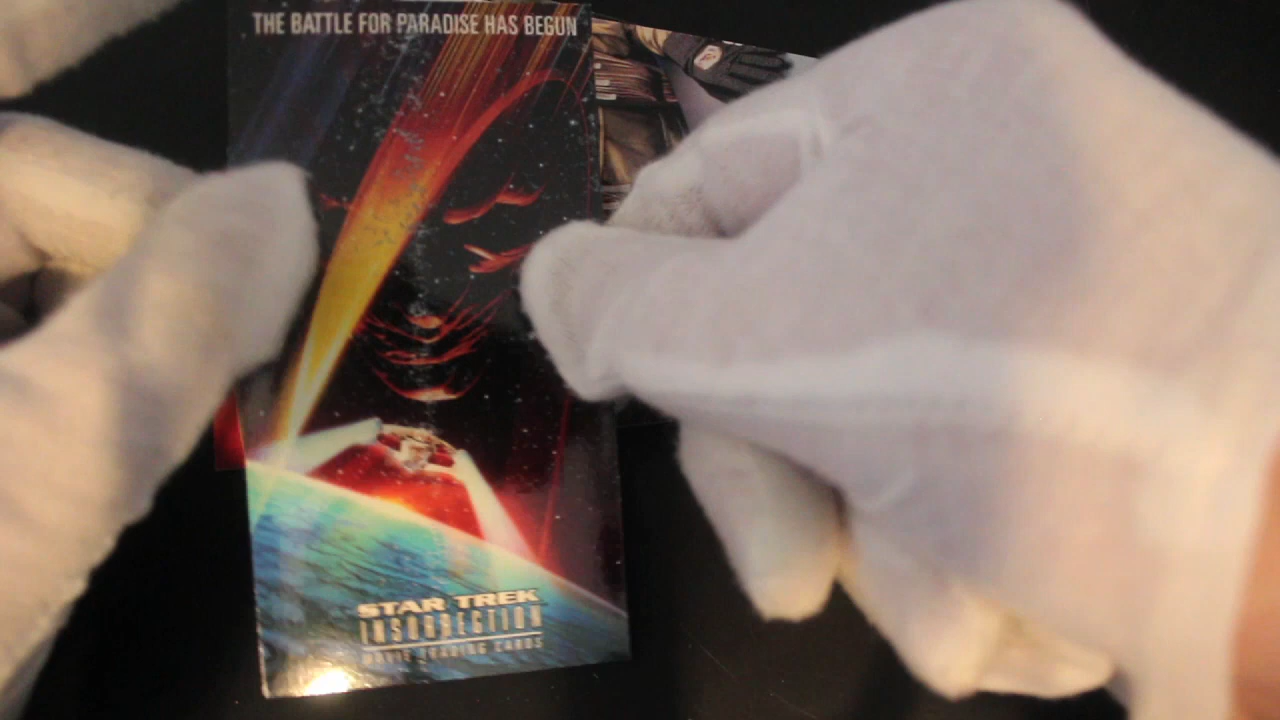 THE BATTLE FOR PARADISE HAS BEGUN
STAR TREK
INSURRECTION
MOVIE TRADING CARDS